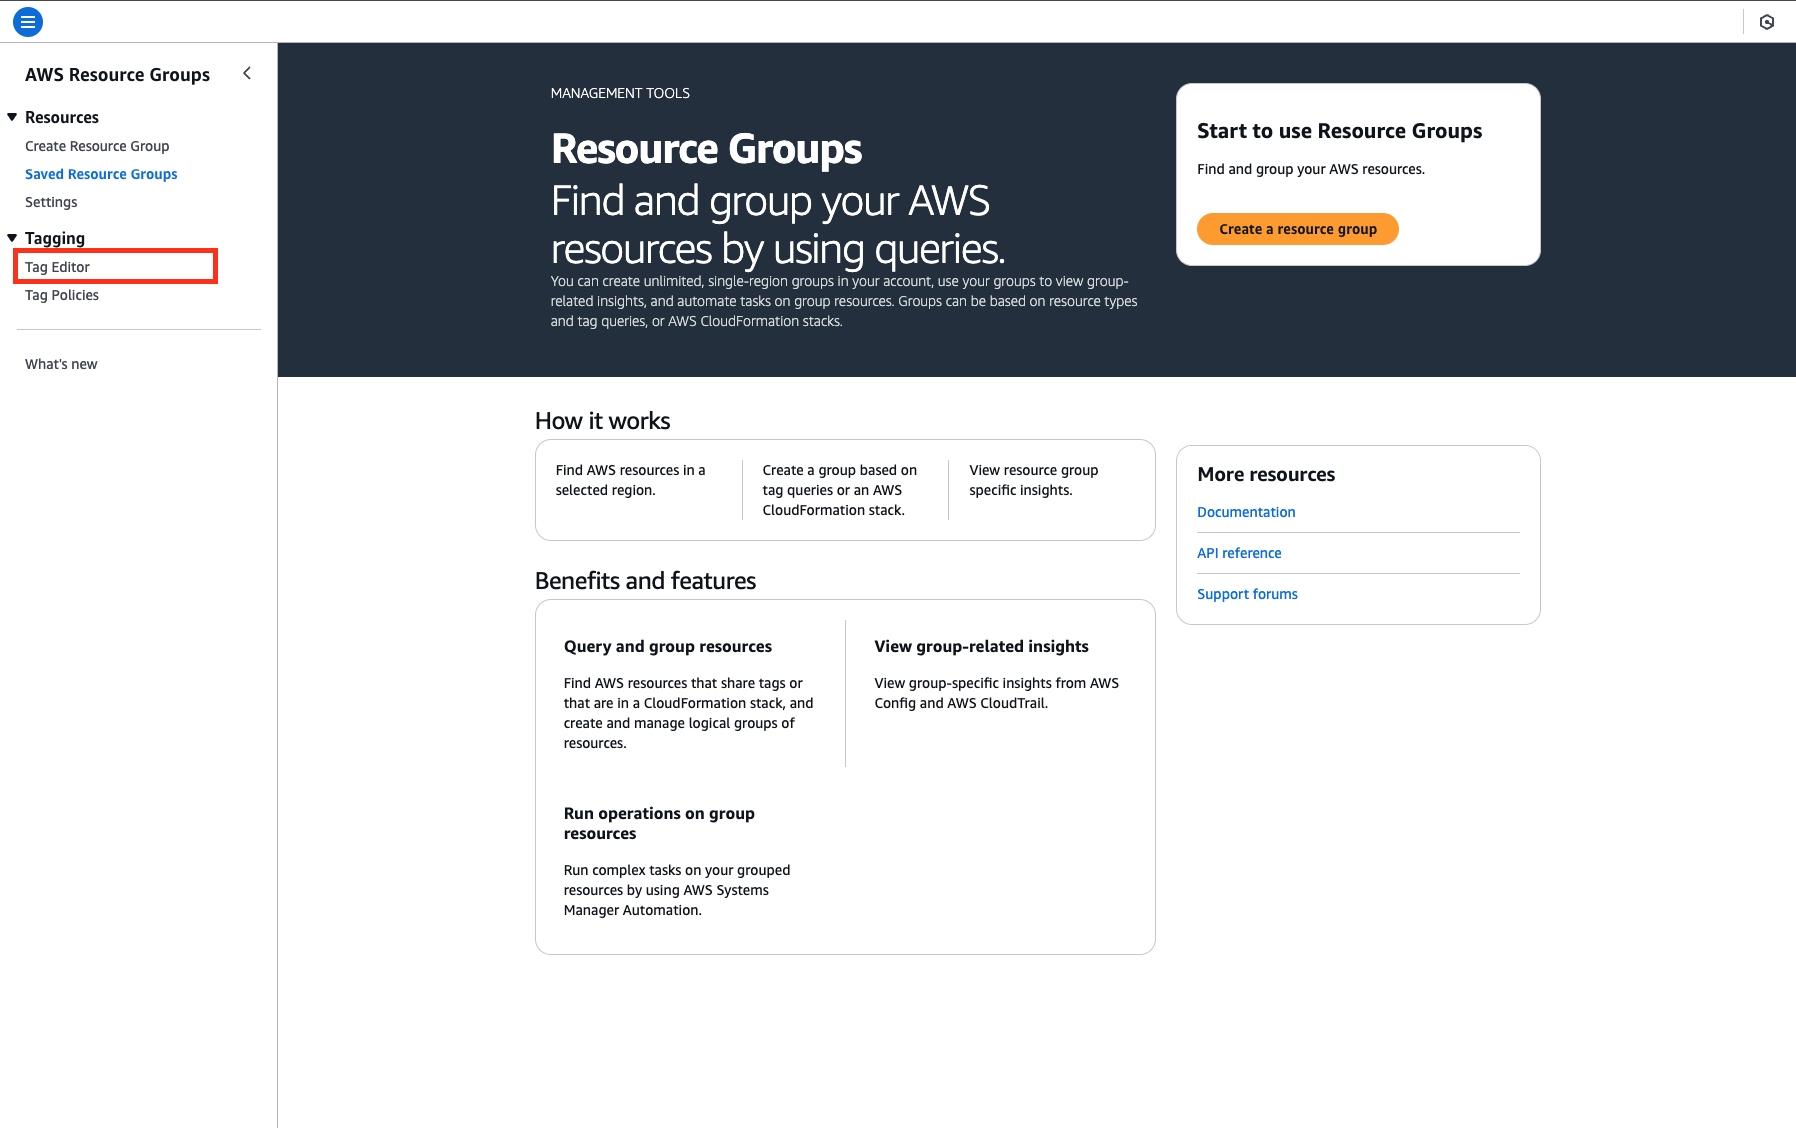 AWS Resource Groups
Resources
Create Resource Group
Saved Resource Groups
Settings
Tagging
Tag Editor
Tag Policies
What's new
MANAGEMENT TOOLS
Resource Groups
Find and group your AWS
resources by using queries.
You can create unlimited, single-region groups in your account, use your groups to view group-
related insights, and automate tasks on group resources. Groups can be based on resource types
and tag queries, or AWS CloudFormation stacks.
Start to use Resource Groups
Find and group your AWS resources.
Create a resource group
How it works
Find AWS resources in a
selected region.
Create a group based on
tag queries or an AWS
CloudFormation stack.
View resource group
specific insights.
More resources
Documentation
API reference
Support forums
Benefits and features
Query and group resources
Find AWS resources that share tags or
that are in a CloudFormation stack, and
create and manage logical groups of
resources.
View group-related insights
View group-specific insights from AWS
Config and AWS CloudTrail.
Run operations on group
resources
Run complex tasks on your grouped
resources by using AWS Systems
Manager Automation.